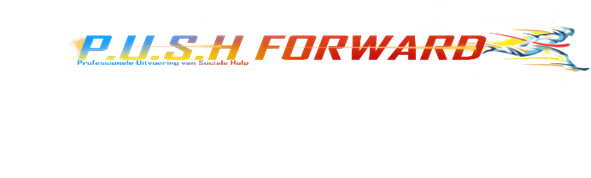 P.U.S.H FORWARD
Professionele Uitvoering van Sociale Hulp